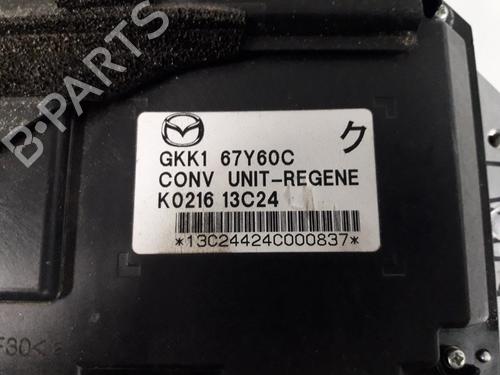 B-PARTS
GKK1 67Y60C ク
CONV UNIT-REGENE
K0216 13C24
*13C24424C000837*